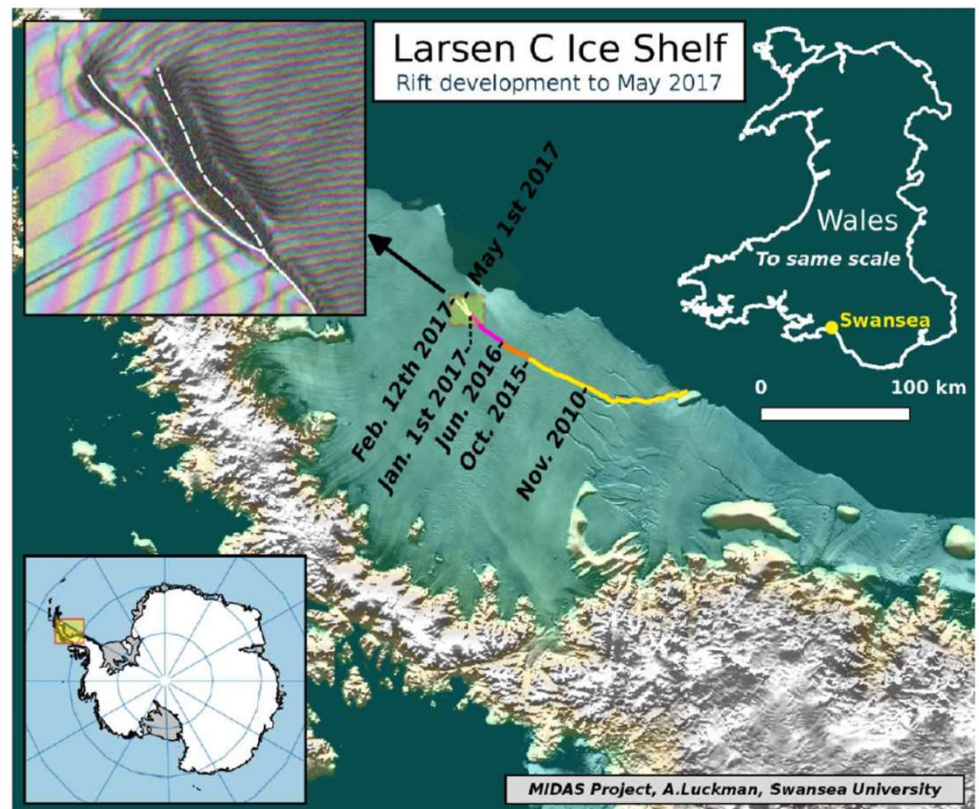 Larsen C Ice Shelf
Rift development to May 2017
May 1st 2017
Feb. 12th 2017-
Jan. 1st 2017-
Jun. 2016-
Oct. 2015-
Nov. 2010-
Wales
To same scale
Swansea
0 100 km
MIDAS Project, A.Luckman, Swansea University